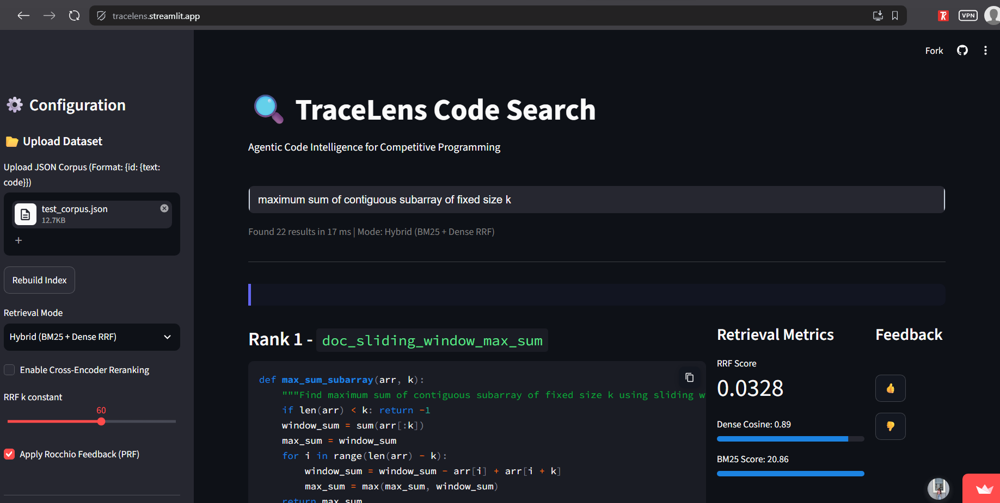 tracelens.streamlit.app
VPN
Fork
Configuration
Upload Dataset
Upload JSON Corpus (Format: {id: {text:
code}})
test_corpus.json
12.7KB
+
Rebuild Index
Retrieval Mode
Hybrid (BM25 + Dense RRF)
Enable Cross-Encoder Reranking
RRF k constant
60
Apply Rocchio Feedback (PRF)
TraceLens Code Search
Agentic Code Intelligence for Competitive Programming
maximum sum of contiguous subarray of fixed size k
Found 22 results in 17 ms | Mode: Hybrid (BM25 + Dense RRF)
Rank 1 - doc_sliding_window_max_sum
def max_sum_subarray(arr, k):
"""Find maximum sum of contiguous subarray of fixed size k using sliding w
if len(arr) < k: return -1
window_sum = sum(arr[:k])
max_sum = window_sum
for i in range(len(arr) - k):
window_sum = window_sum - arr[i] + arr[i + k]
max_sum = max(max_sum, window_sum)
return max_sum
Retrieval Metrics
RRF Score
0.0328
Dense Cosine: 0.89
BM25 Score: 20.86
Feedback